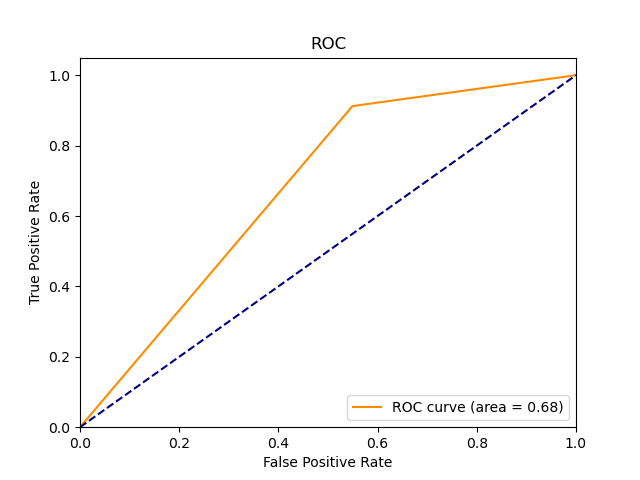 ROC
True Positive Rate
1.0
0.8
0.6
0.4
0.2
0.0
ROC curve (area = 0.68)
0.0 0.2 0.4 0.6 0.8 1.0
False Positive Rate